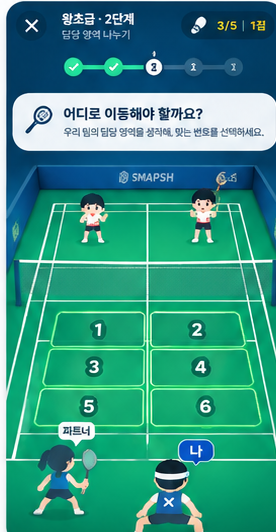 왕초급 · 2단계
담당 영역 나누기
3/5 | 1점
어디로 이동해야 할까요?
우리 팀의 담당 영역을 생각해, 맞는 번호를 선택하세요.
SMAPSH
1 2
3 4
5 6
파트너
나